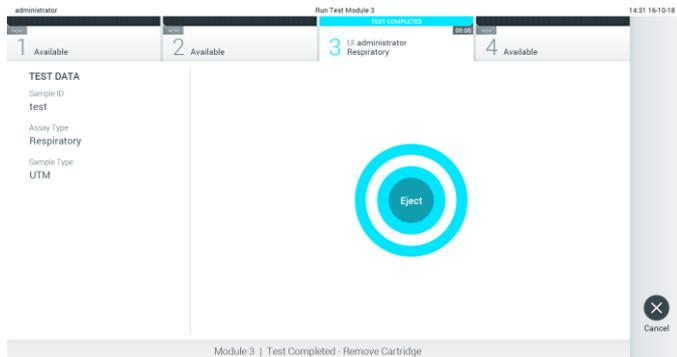 administrator
Run Test Module 3
14:31 16-10-18
TEST COMPLETED
00:00
1 Available
2 Available
3 UI administrator
Respiratory
4 Available
TEST DATA
Sample ID
test
Assay Type
Respiratory
Sample Type
UTM
Eject
Cancel
Module 3 | Test Completed - Remove Cartridge